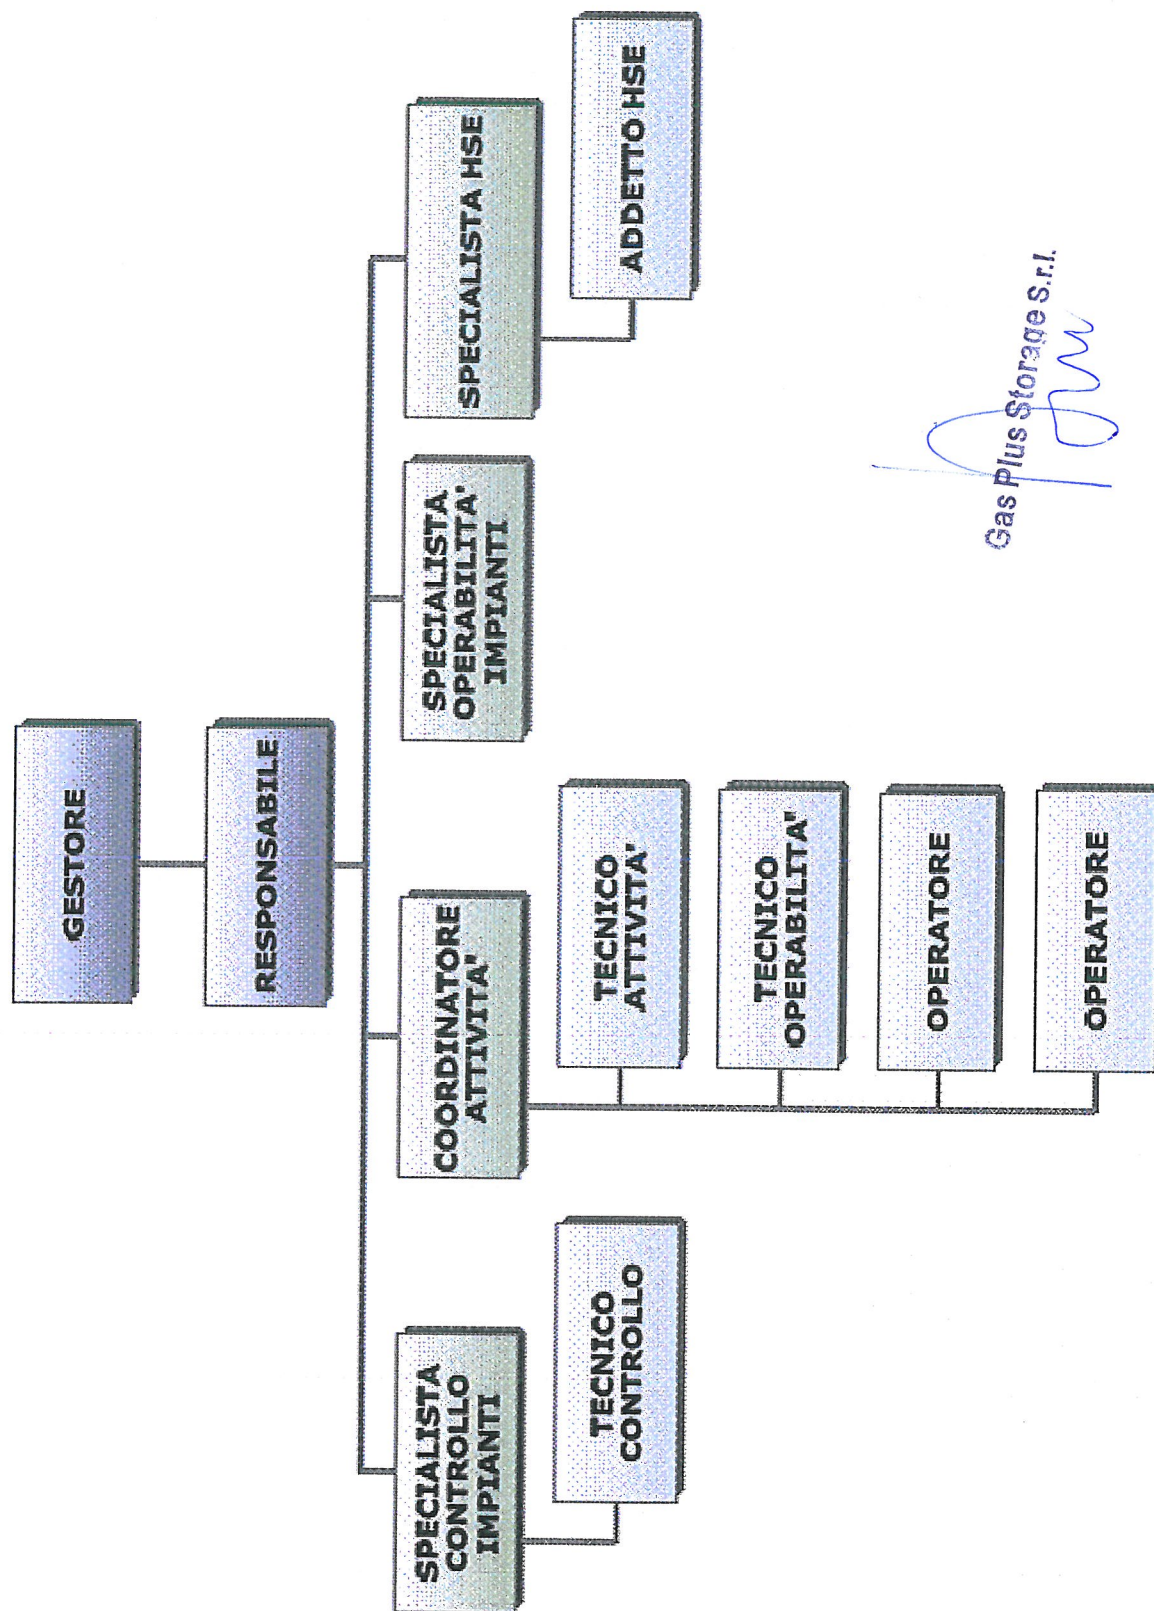 GESTORE
RESPONSABILE
SPECIALISTA
CONTROLLO
IMPIANTI
COORDINATORE
ATTIVITA'
SPECIALISTA
OPERABILITA'
IMPIANTI
SPECIALISTA HSE
TECNICO
CONTROLLO
TECNICO
ATTIVITA'
ADDETTO HSE
TECNICO
OPERABILITA'
OPERATORE
OPERATORE
Gas Plus Storage S.r.l.